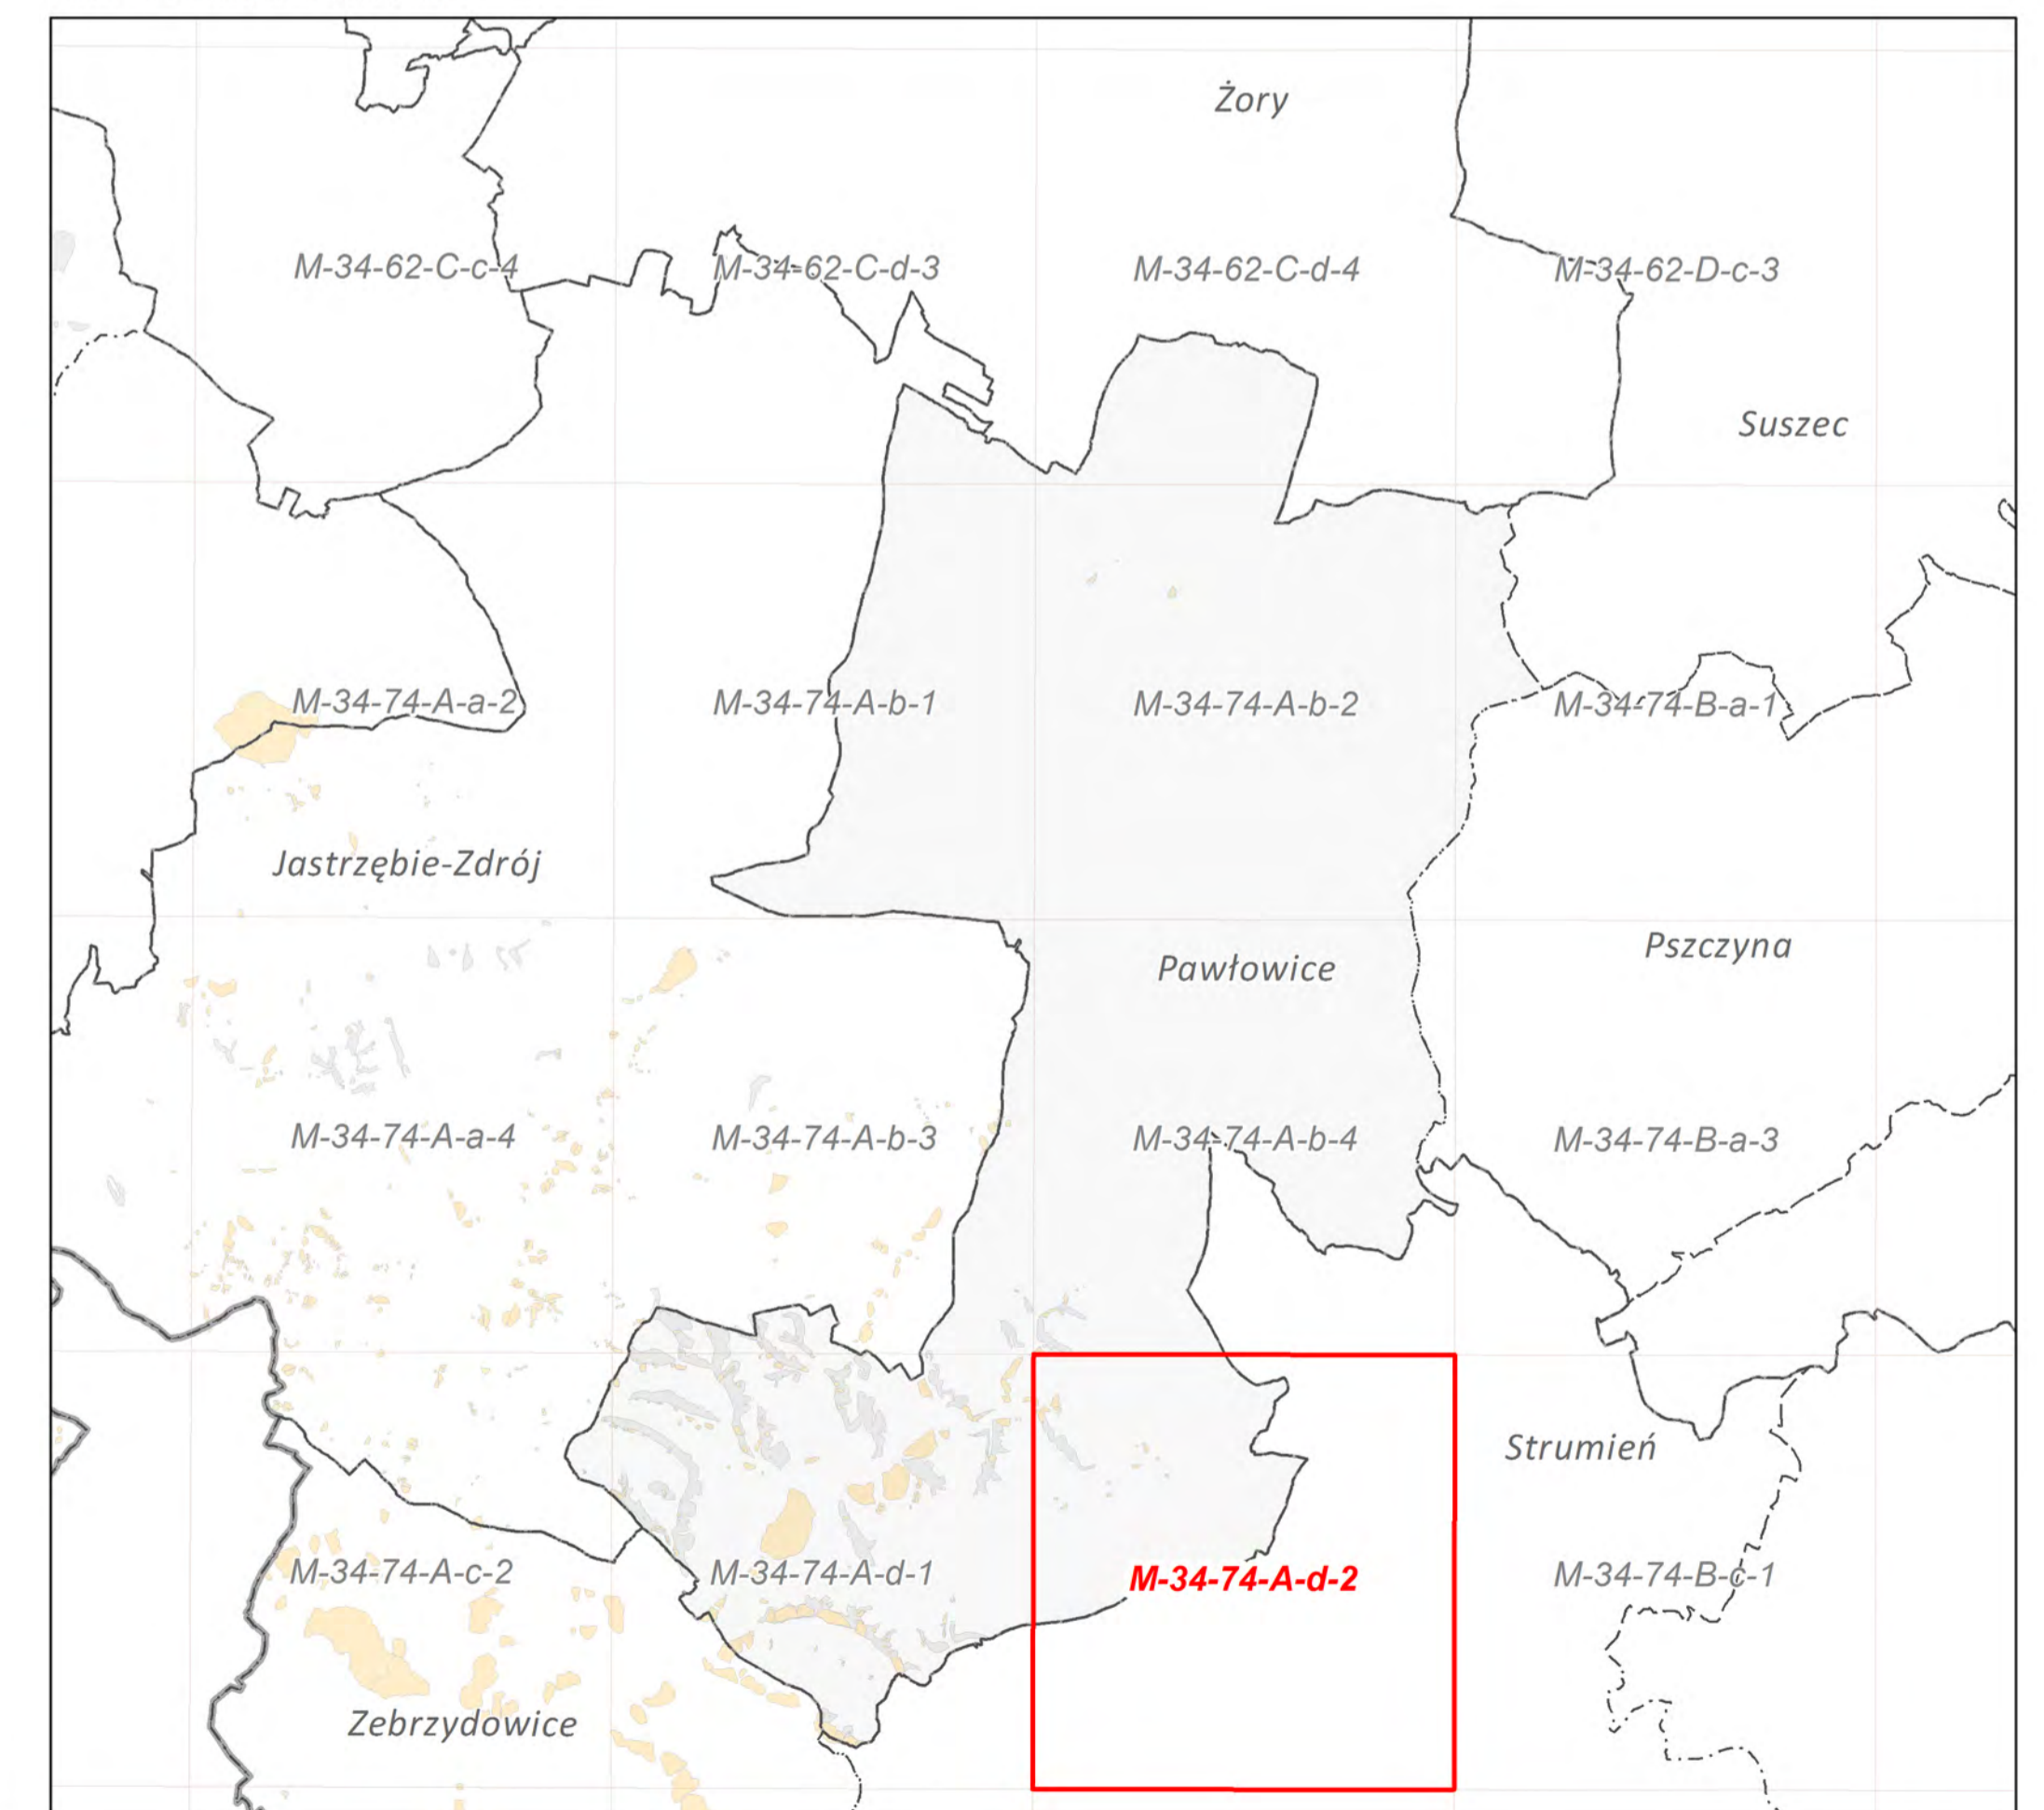 Żory
M-34-62-C-c-4
M-34-62-C-d-3
M-34-62-C-d-4
M-34-62-D-c-3
Suszec
M-34-74-A-a-2
M-34-74-A-b-1
M-34-74-A-b-2
M-34-74-B-a-1
Jastrzębie-Zdrój
Pawłowice
Pszczyna
M-34-74-A-a-4
M-34-74-A-b-3
M-34-74-A-b-4
M-34-74-B-a-3
Strumień
M-34-74-A-c-2
M-34-74-A-d-1
M-34-74-A-d-2
M-34-74-B-c-1
Zebrzydowice